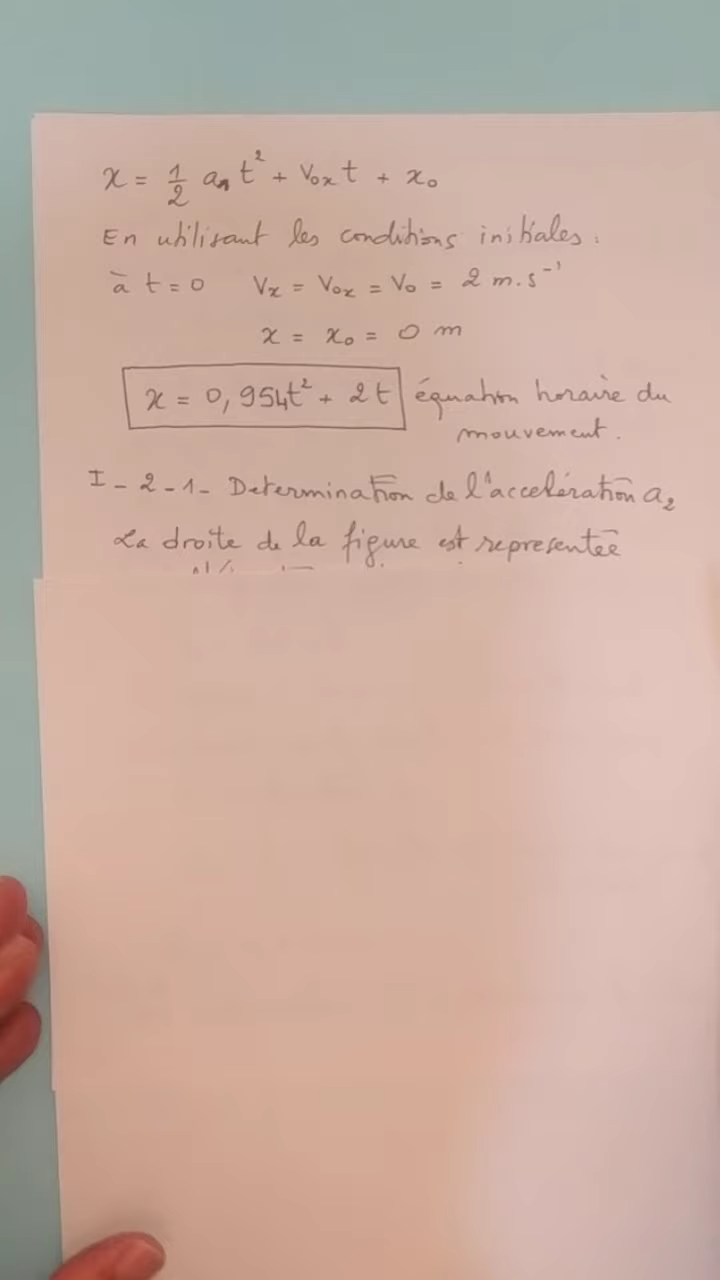 x = 1/2 a₁ t² + V₀ₓ t + x₀
En utilisant les conditions initiales :
à t = 0 Vₓ = V₀ₓ = V₀ = 2 m.s⁻¹
x = x₀ = 0 m
x = 0,954t² + 2t équation horaire du
mouvement.
I - 2 - 1 - Determination de l'accelération a₂
La droite de la figure est representée